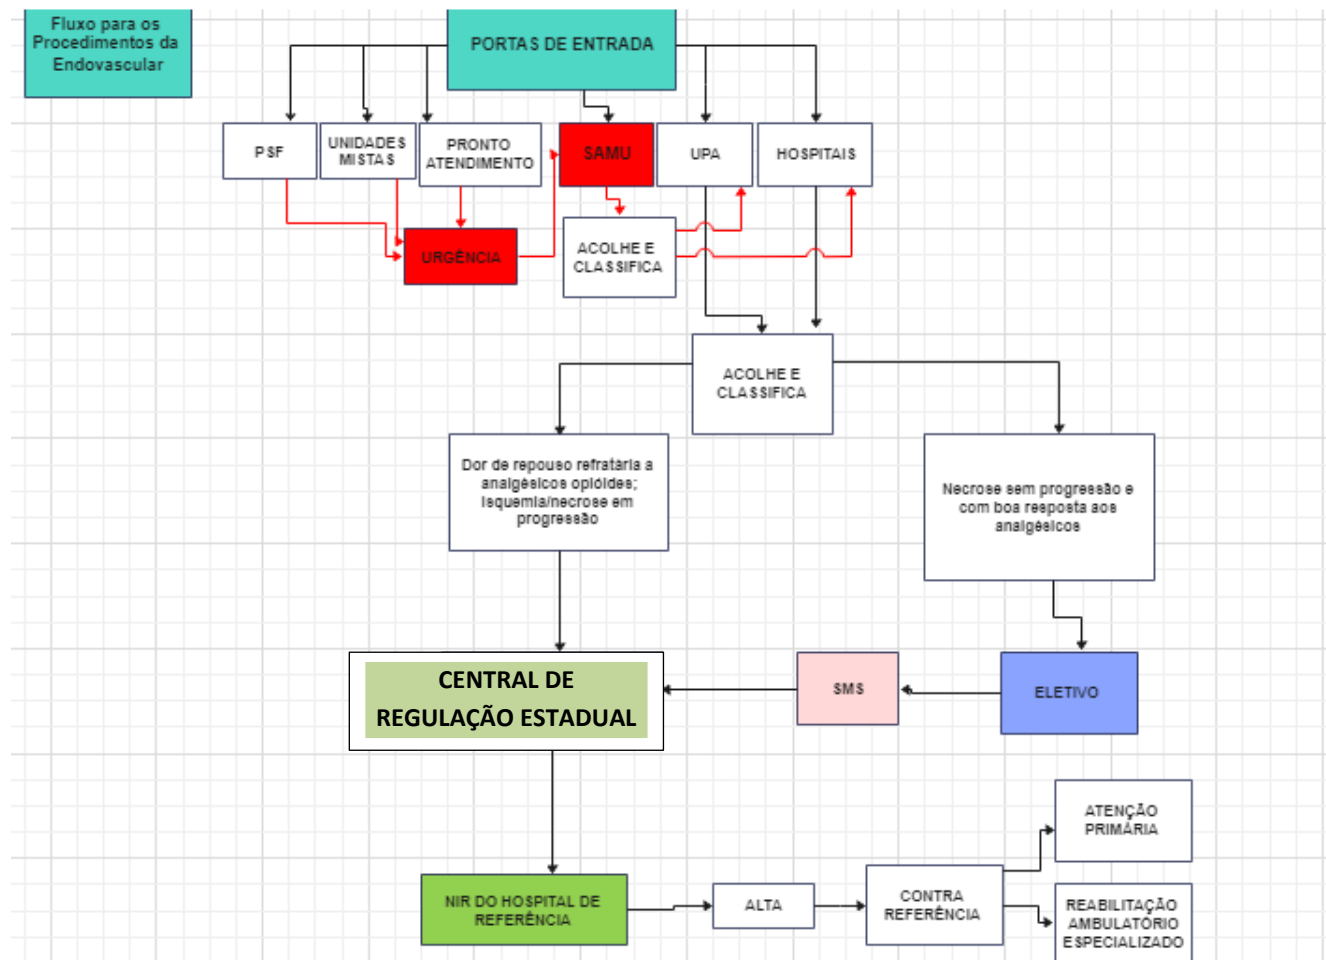 Fluxo para os
Procedimentos da
Endovascular
PORTAS DE ENTRADA
PSF
UNIDADES
MISTAS
PRONTO
ATENDIMENTO
SAMU
UPA
HOSPITAIS
URGÊNCIA
ACOLHE E
CLASSIFICA
ACOLHE E
CLASSIFICA
Dor de repouso refratária a
analgésicos opióides;
Isquemia/necrose em
progressão
Necrose sem progressão e
com boa resposta aos
analgésicos
CENTRAL DE
REGULAÇÃO ESTADUAL
SMS
ELETIVO
NIR DO HOSPITAL DE
REFERÊNCIA
ALTA
CONTRA
REFERÊNCIA
ATENÇÃO
PRIMÁRIA
REABILITAÇÃO
AMBULATÓRIO
ESPECIALIZADO